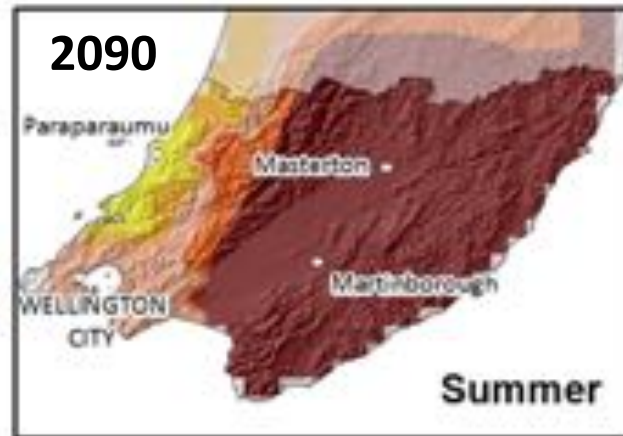 2090
Paraparaumu
Masterton
Martinborough
WELLINGTON
CITY
Summer